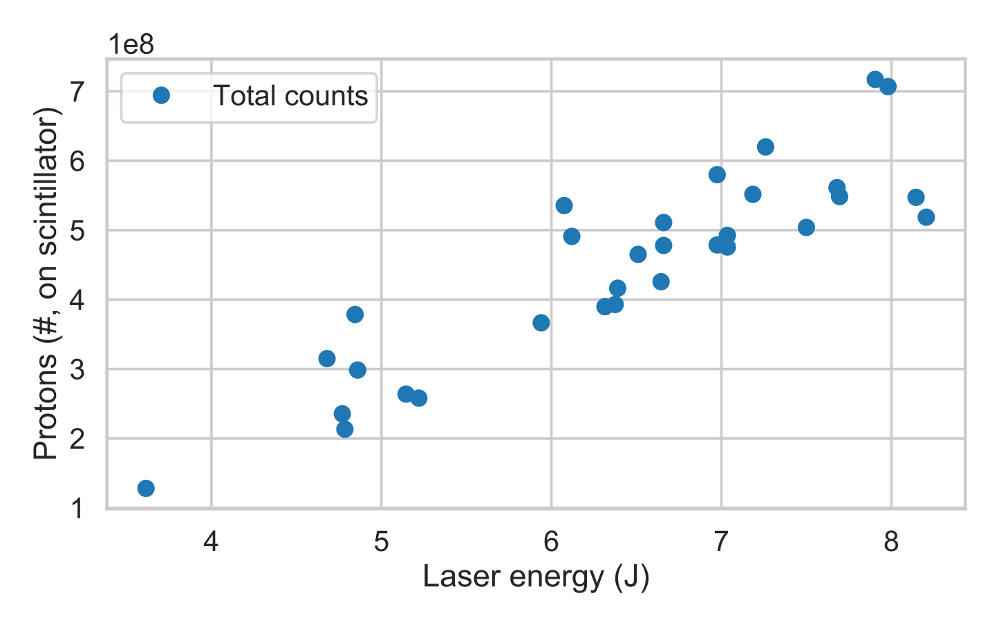 1e8
Total counts
7
6
5
4
3
2
1
Protons (#, on scintillator)
4 5 6 7 8
Laser energy (J)